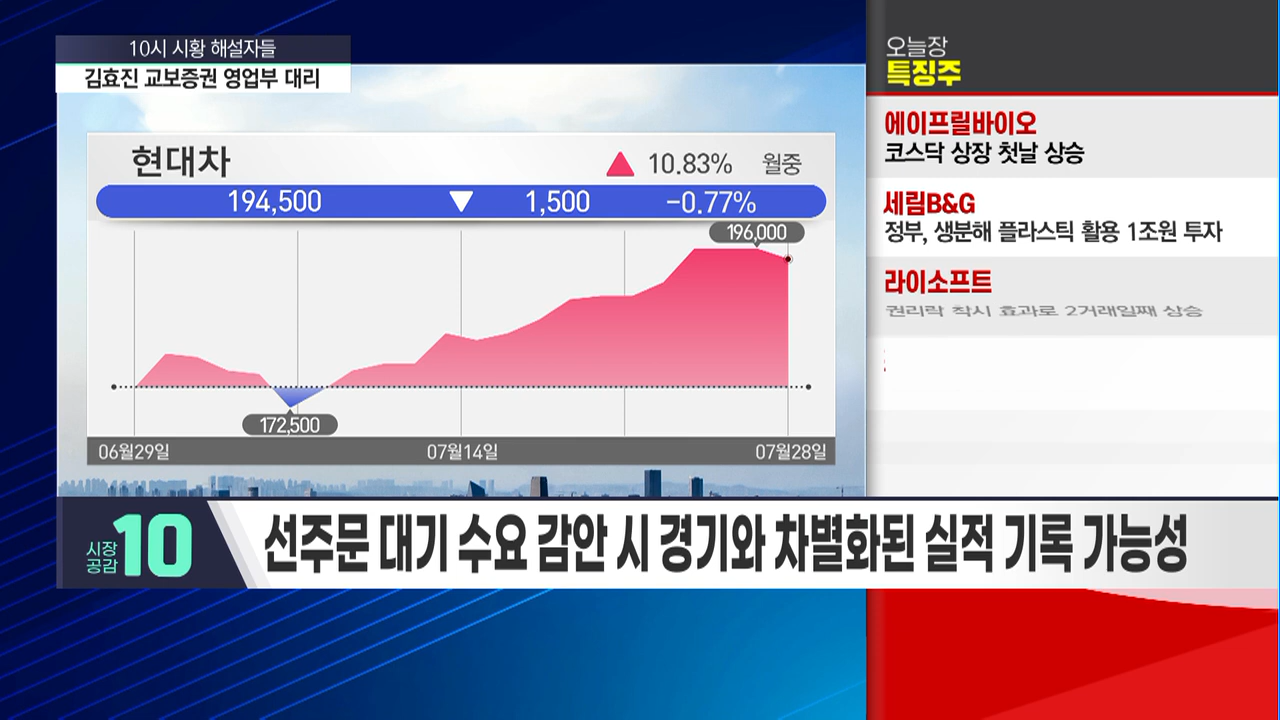 10시 시황 해설자들
김효진 교보증권 영업부 대리
현대차
▲ 10.83% 월중
194,500 ▼ 1,500 -0.77%
196,000
172,500
06월29일 07월14일 07월28일
시장
공감
10
선주문 대기 수요 감안 시 경기와 차별화된 실적 기록 가능성
오늘장
특징주
에이프릴바이오
코스닥 상장 첫날 상승
세림B&G
정부, 생분해 플라스틱 활용 1조원 투자
라이소프트
권리락 착시 효과로 2거래일째 상승